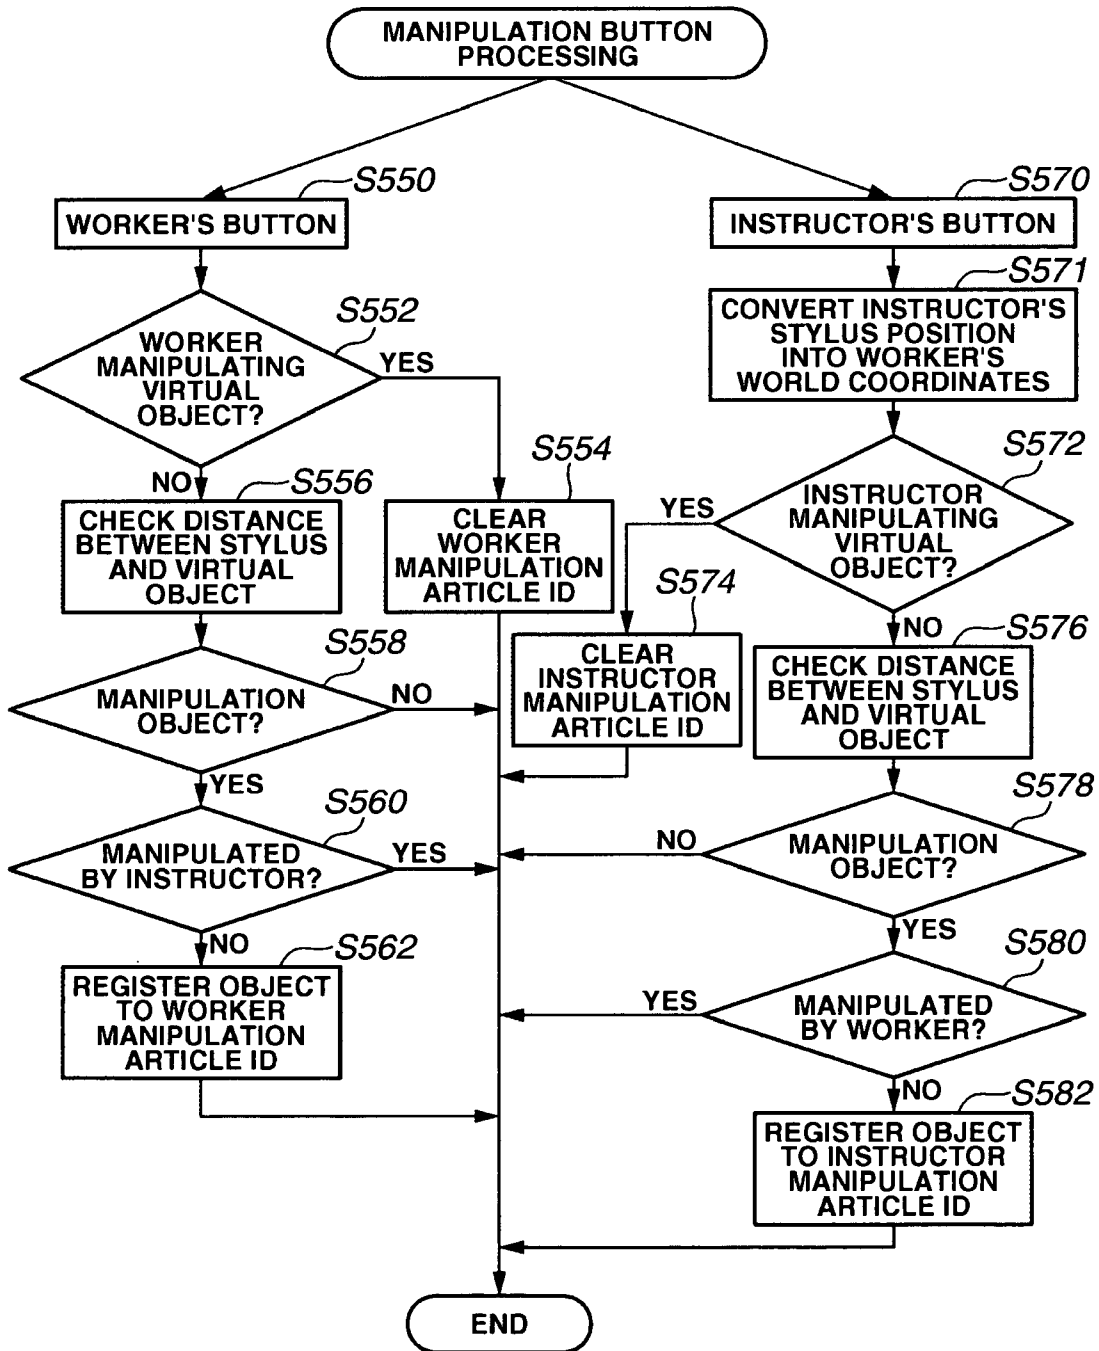 MANIPULATION BUTTON
PROCESSING
S550
WORKER'S BUTTON
S552
WORKER
MANIPULATING
VIRTUAL
OBJECT?
YES
NO
S554
CLEAR
WORKER
MANIPULATION
ARTICLE ID
S556
CHECK DISTANCE
BETWEEN STYLUS
AND VIRTUAL
OBJECT
S558
MANIPULATION
OBJECT?
NO
YES
S560
MANIPULATED
BY INSTRUCTOR?
YES
NO
S562
REGISTER OBJECT
TO WORKER
MANIPULATION
ARTICLE ID
S570
INSTRUCTOR'S BUTTON
S571
CONVERT INSTRUCTOR'S
STYLUS POSITION
INTO WORKER'S
WORLD COORDINATES
S572
INSTRUCTOR
MANIPULATING
VIRTUAL
OBJECT?
YES
NO
S574
CLEAR
INSTRUCTOR
MANIPULATION
ARTICLE ID
S576
CHECK DISTANCE
BETWEEN STYLUS
AND VIRTUAL
OBJECT
S578
MANIPULATION
OBJECT?
NO
YES
S580
MANIPULATED
BY WORKER?
YES
NO
S582
REGISTER OBJECT
TO INSTRUCTOR
MANIPULATION
ARTICLE ID
END